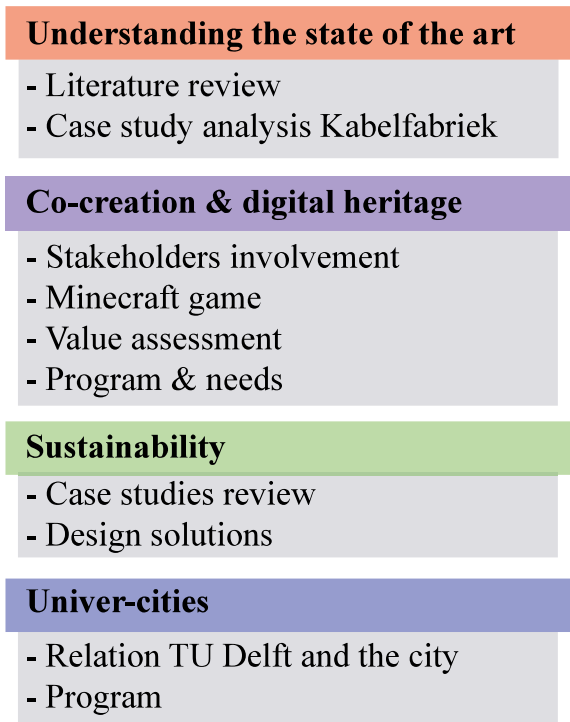 Understanding the state of the art
- Literature review
- Case study analysis Kabelfabriek
Co-creation & digital heritage
- Stakeholders involvement
- Minecraft game
- Value assessment
- Program & needs
Sustainability
- Case studies review
- Design solutions
Univer-cities
- Relation TU Delft and the city
- Program